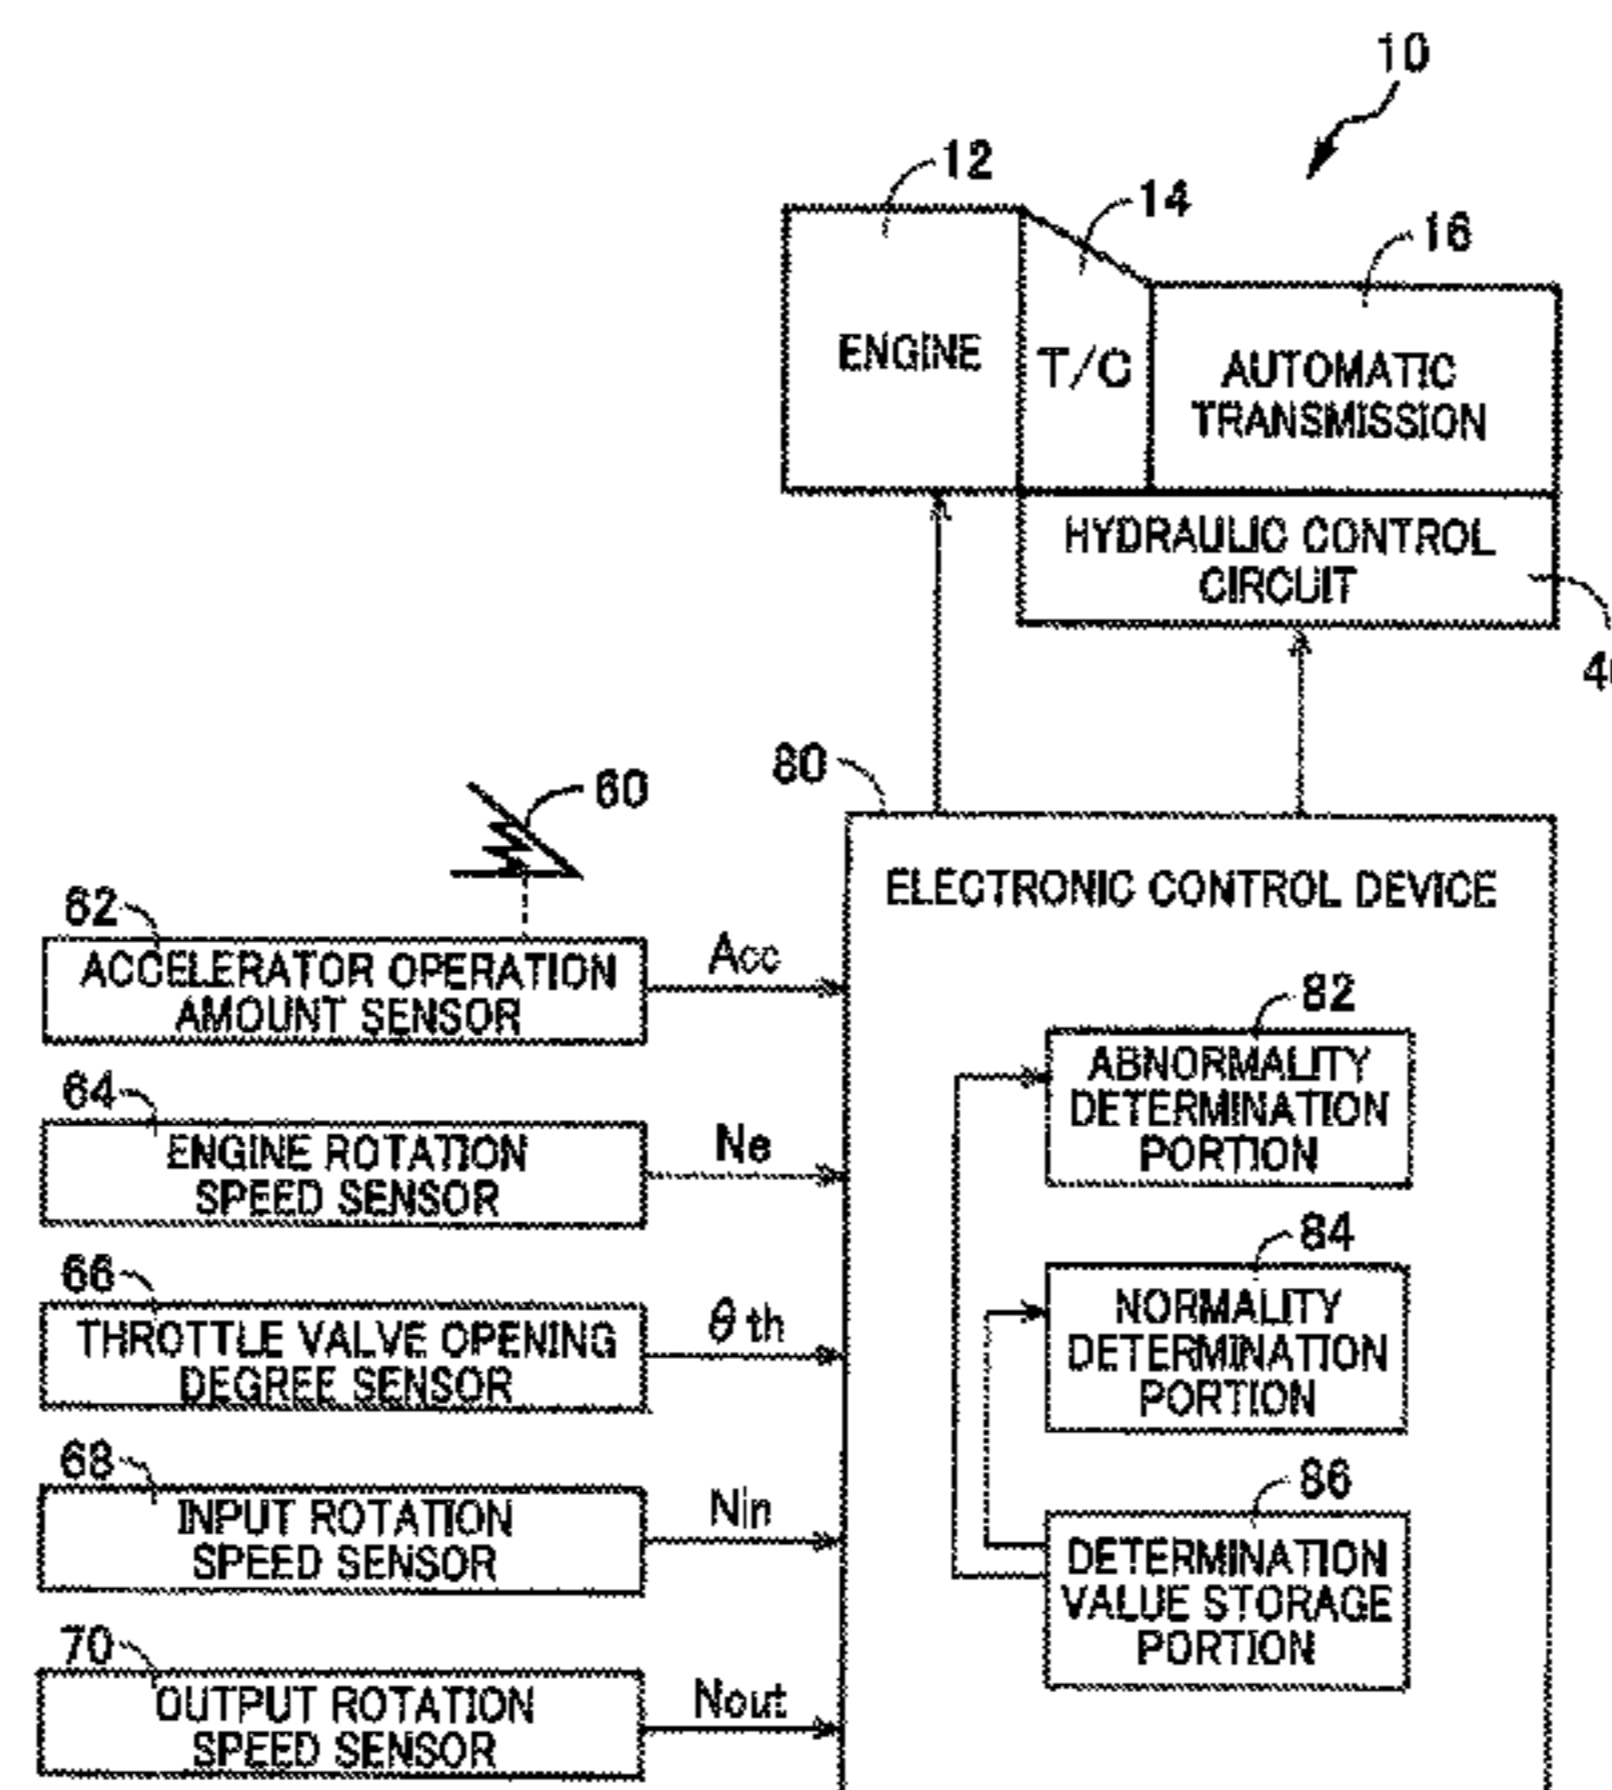 10
12
14
16
ENGINE
T/C
AUTOMATIC
TRANSMISSION
HYDRAULIC CONTROL
CIRCUIT
80
60
ELECTRONIC CONTROL DEVICE
62
ACCELERATOR OPERATION
AMOUNT SENSOR
Acc
82
ABNORMALITY
DETERMINATION
PORTION
64
ENGINE ROTATION
SPEED SENSOR
Ne
84
NORMALITY
DETERMINATION
PORTION
66
THROTTLE VALVE OPENING
DEGREE SENSOR
θth
68
INPUT ROTATION
SPEED SENSOR
Nin
86
DETERMINATION
VALUE STORAGE
PORTION
70
OUTPUT ROTATION
SPEED SENSOR
Nout